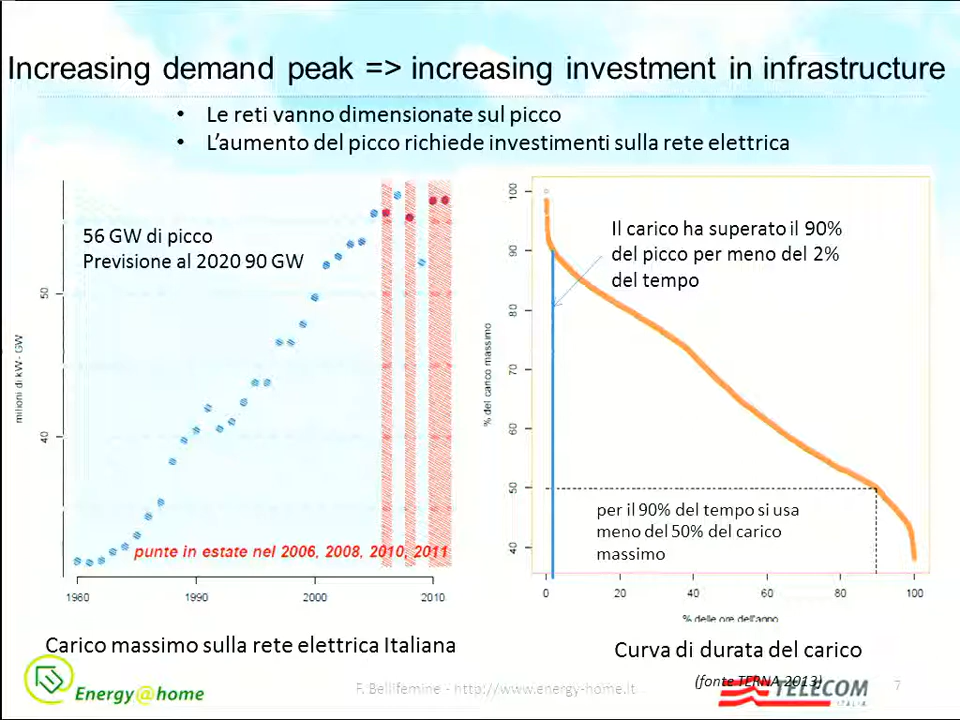 Increasing demand peak => increasing investment in infrastructure
• Le reti vanno dimensionate sul picco
• L'aumento del picco richiede investimenti sulla rete elettrica
56 GW di picco
Previsione al 2020 90 GW
milioni di kW - GW
50
40
punte in estate nel 2006, 2008, 2010, 2011
1980
1990
2000
2010
Carico massimo sulla rete elettrica Italiana
% del carico massimo
100
90
80
70
60
50
40
Il carico ha superato il 90%
del picco per meno del 2%
del tempo
per il 90% del tempo si usa
meno del 50% del carico
massimo
0
20
40
60
80
100
% delle ore dell'anno
Curva di durata del carico
(fonte TERNA 2013)
Energy@home
F. Bellifemine - http://www.energy-home.it
TELECOM
ITALIA
7